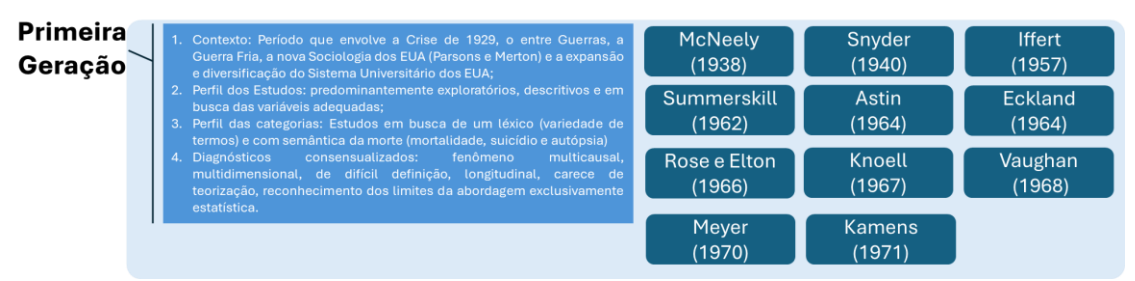 Primeira
Geração
1. Contexto: Período que envolve a Crise de 1929, o entre Guerras, a
Guerra Fria, a nova Sociologia dos EUA (Parsons e Merton) e a expansão
e diversificação do Sistema Universitário dos EUA;
2. Perfil dos Estudos: predominantemente exploratórios, descritivos e em
busca das variáveis adequadas;
3. Perfil das categorias: Estudos em busca de um léxico (variedade de
termos) e com semântica da morte (mortalidade, suicídio e autópsia)
4. Diagnósticos consensualizados: fenômeno multicausal,
multidimensional, de difícil definição, longitudinal, carece de
teorização, reconhecimento dos limites da abordagem exclusivamente
estatística.
McNeely
(1938)
Snyder
(1940)
Iffert
(1957)
Summerskill
(1962)
Astin
(1964)
Eckland
(1964)
Rose e Elton
(1966)
Knoell
(1967)
Vaughan
(1968)
Meyer
(1970)
Kamens
(1971)